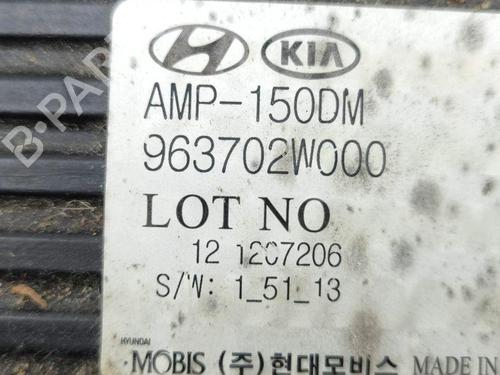 KIA
AMP-150DM
963702W000
LOT NO
12 1207206
S/W: 1_51_13
HYUNDAI
MOBIS (주)현대모비스 MADE IN
B-PARTS